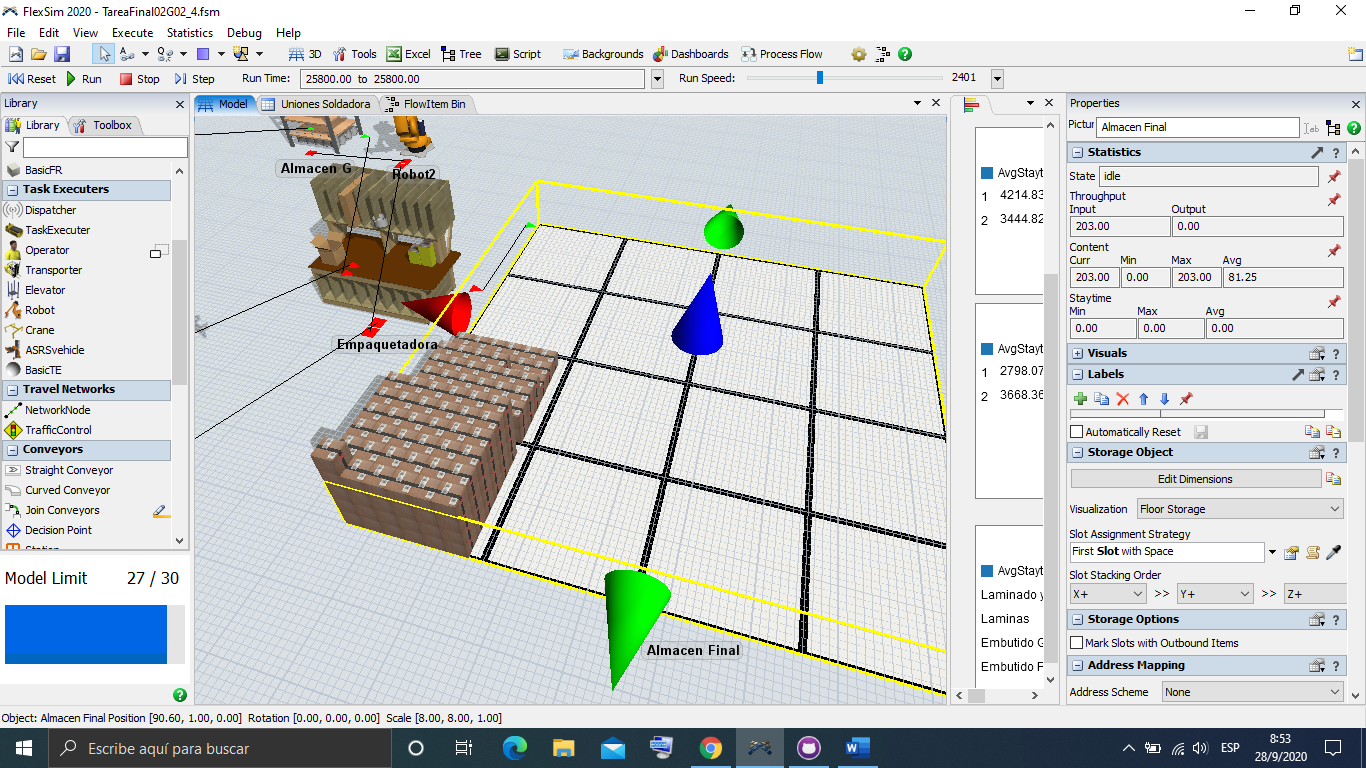 FlexSim 2020 - TareaFinal02G02_4.fsm
File Edit View Execute Statistics Debug Help
3D Tools Excel Tree Script Backgrounds Dashboards Process Flow
Reset Run Stop Step Run Time: 25800.00 to 25800.00 Run Speed: 2401
Library
Library Toolbox
BasicFR
Task Executers
Dispatcher
TaskExecuter
Operator
Transporter
Elevator
Robot
Crane
ASRSvehicle
BasicTE
Travel Networks
NetworkNode
TrafficControl
Conveyors
Straight Conveyor
Curved Conveyor
Join Conveyors
Decision Point
Station
Model Limit 27 / 30
Model Uniones Soldadora FlowItem Bin
Almacen G
Robot2
Empaquetadora
Almacen Final
AvgStayt
1 4214.83
2 3444.82
AvgStayt
1 2798.07
2 3668.36
AvgStayt
Laminado y
Laminas
Embutido G
Embutido F
Properties
Pictur Almacen Final
Statistics
State idle
Throughput
Input Output
203.00 0.00
Content
Curr Min Max Avg
203.00 0.00 203.00 81.25
Staytime
Min Max Avg
0.00 0.00 0.00
Visuals
Labels
Automatically Reset
Storage Object
Edit Dimensions
Visualization Floor Storage
Slot Assignment Strategy
First Slot with Space
Slot Stacking Order
X+ >> Y+ >> Z+
Storage Options
Mark Slots with Outbound Items
Address Mapping
Address Scheme None
Object: Almacen Final Position [90.60, 1.00, 0.00] Rotation [0.00, 0.00, 0.00] Scale [8.00, 8.00, 1.00]
Escribe aquí para buscar
ESP
8:53
28/9/2020